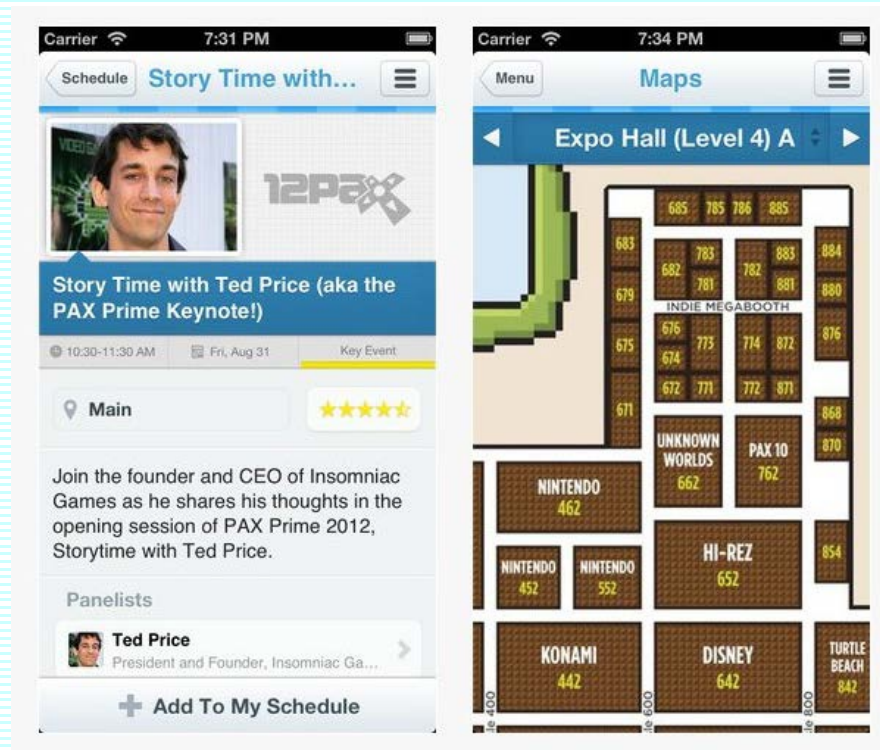 Carrier 7:31 PM
Schedule Story Time with...
VIDEO GA
12PAX
Story Time with Ted Price (aka the
PAX Prime Keynote!)
10:30-11:30 AM Fri, Aug 31 Key Event
Main
Join the founder and CEO of Insomniac
Games as he shares his thoughts in the
opening session of PAX Prime 2012,
Storytime with Ted Price.
Panelists
Ted Price
President and Founder, Insomniac Ga...
Add To My Schedule
Carrier 7:34 PM
Menu Maps
Expo Hall (Level 4) A
685 785 786 885
683 783 883 884
682 782
781 881
679 880
INDIE MEGABOOTH
676 773 774 872 876
675 674
672 771 772 871
671 868
UNKNOWN
WORLDS
662
PAX 10
762
870
NINTENDO
462
HI-REZ
652
854
NINTENDO
452
NINTENDO
552
KONAMI
442
DISNEY
642
TURTLE
BEACH
842
400
600
800